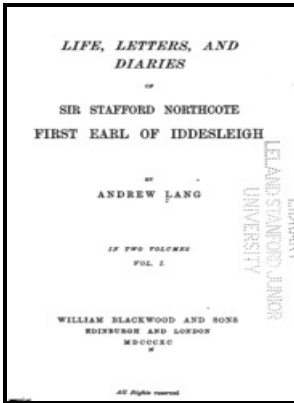 LIFE, LETTERS, AND
DIARIES
OF
SIR STAFFORD NORTHCOTE
FIRST EARL OF IDDESLEIGH
BY
ANDREW LANG
IN TWO VOLUMES
VOL. I.
WILLIAM BLACKWOOD AND SONS
EDINBURGH AND LONDON
MDCCCXC
All Rights reserved
LIBRARY
LELAND STANFORD JUNIOR
UNIVERSITY